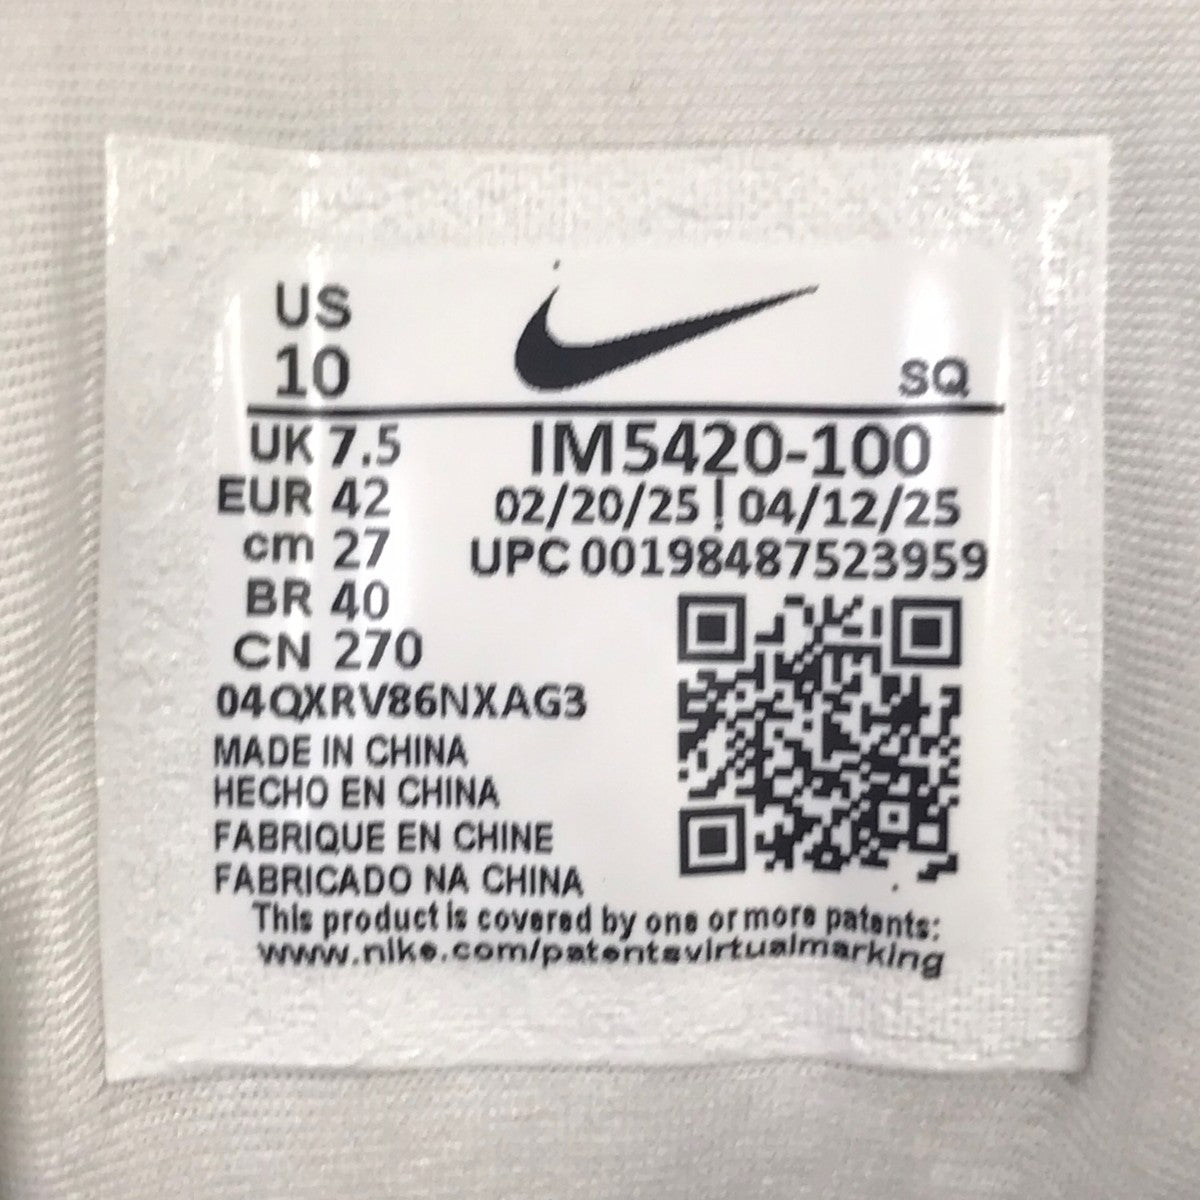 US
10
SQ
UK 7.5
IM5420-100
EUR 42
02/20/25 | 04/12/25
cm 27
UPC 00198487523959
BR 40
CN 270
04QXRV86NXAG3
MADE IN CHINA
HECHO EN CHINA
FABRIQUE EN CHINE
FABRICADO NA CHINA
This product is covered by one or more patents:
www.nike.com/patentsvirtualmarking